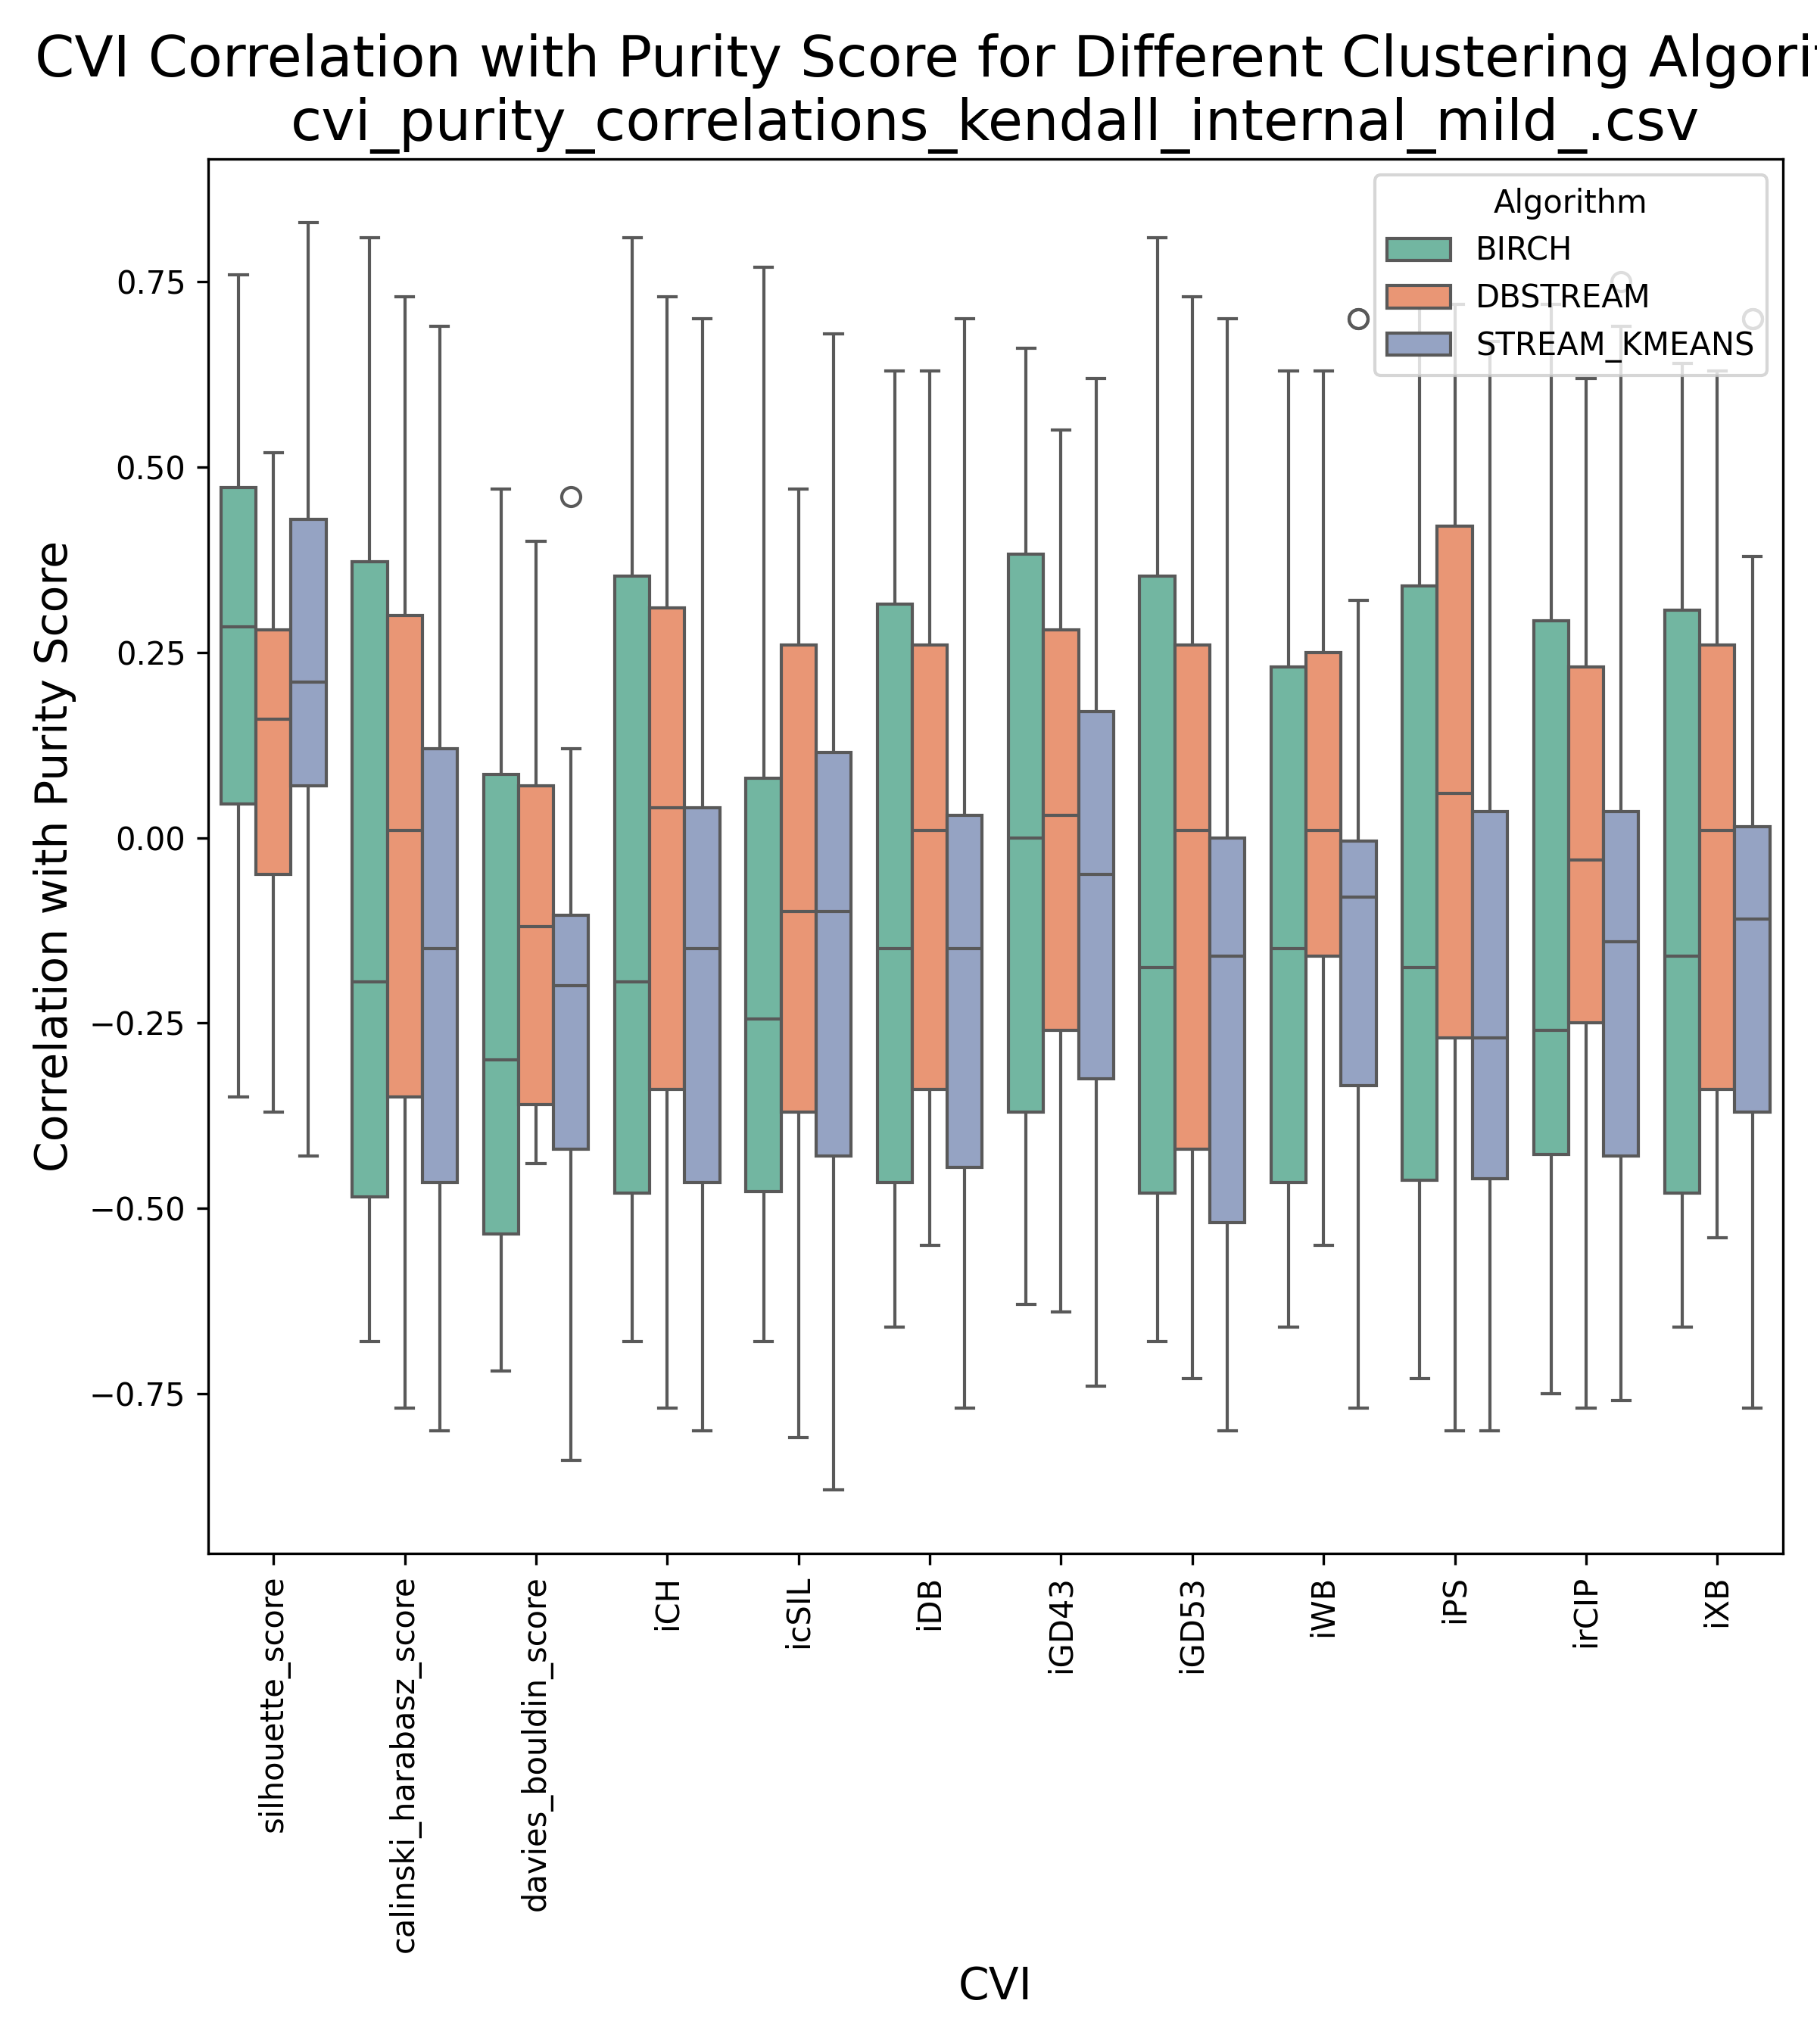 CVI Correlation with Purity Score for Different Clustering Algori
cvi_purity_correlations_kendall_internal_mild_.csv
Algorithm
BIRCH
DBSTREAM
STREAM_KMEANS
Correlation with Purity Score
0.75
0.50
0.25
0.00
−0.25
−0.50
−0.75
silhouette_score
calinski_harabasz_score
davies_bouldin_score
iCH
icSIL
iDB
iGD43
iGD53
iWB
iPS
irCIP
iXB
CVI